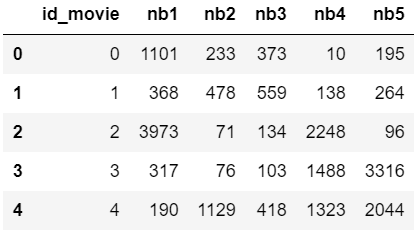 id_movie nb1 nb2 nb3 nb4 nb5
0 0 1101 233 373 10 195
1 1 368 478 559 138 264
2 2 3973 71 134 2248 96
3 3 317 76 103 1488 3316
4 4 190 1129 418 1323 2044